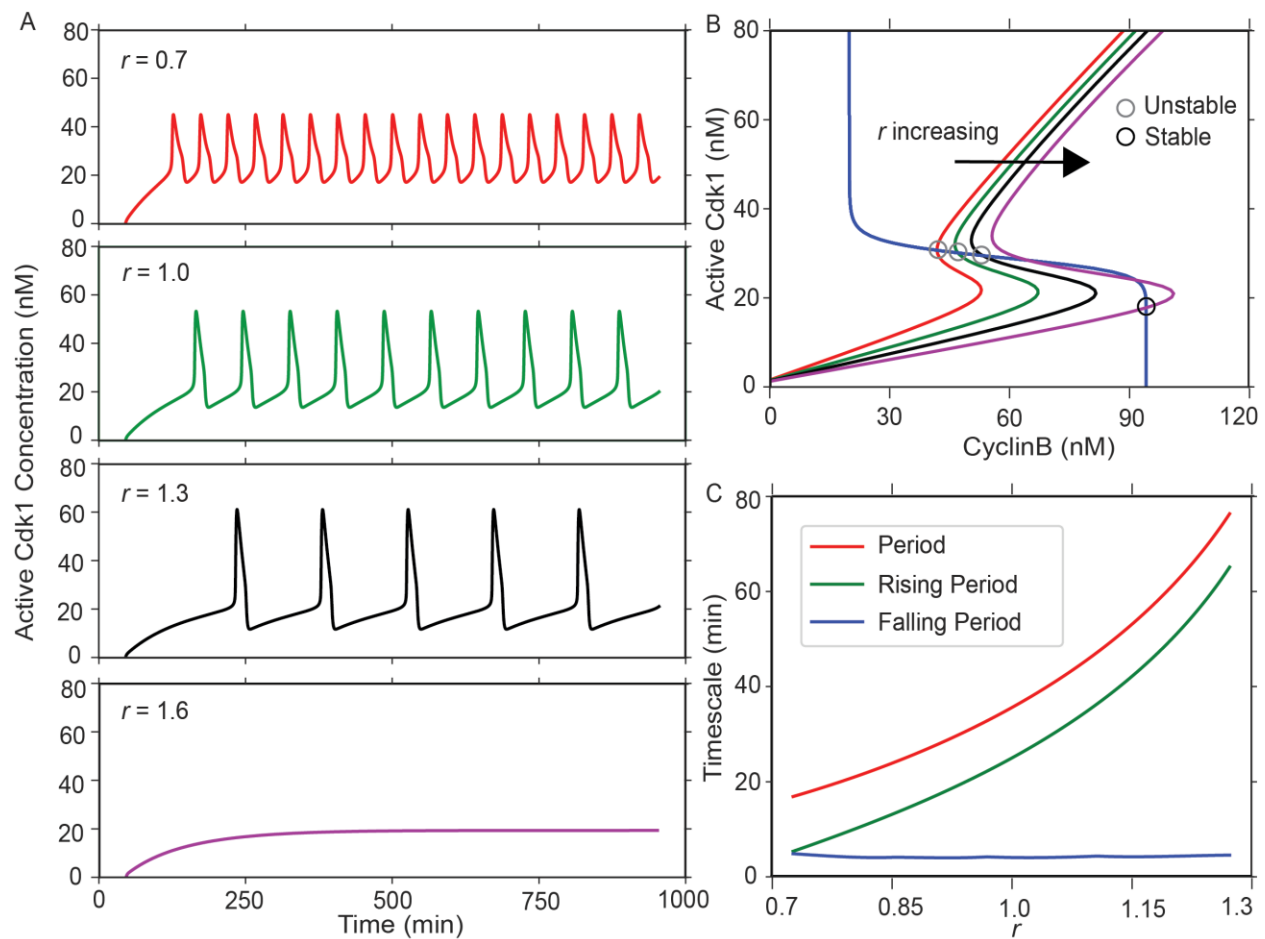 A
Active Cdk1 Concentration (nM)
80
60
40
20
0
r = 0.7
80
60
40
20
0
r = 1.0
80
60
40
20
0
r = 1.3
80
60
40
20
0
r = 1.6
0 250 500 750 1000
Time (min)
B
Active Cdk1 (nM)
80
60
40
20
0
r increasing
Unstable
Stable
0 30 60 90 120
CyclinB (nM)
C
Timescale (min)
80
60
40
20
0
Period
Rising Period
Falling Period
0.7 0.85 1.0 1.15 1.3
r